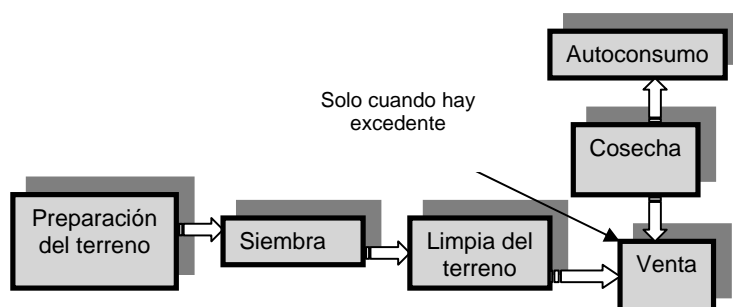 Autoconsumo
Solo cuando hay
excedente
Cosecha
Preparación
del terreno
Siembra
Limpia del
terreno
Venta